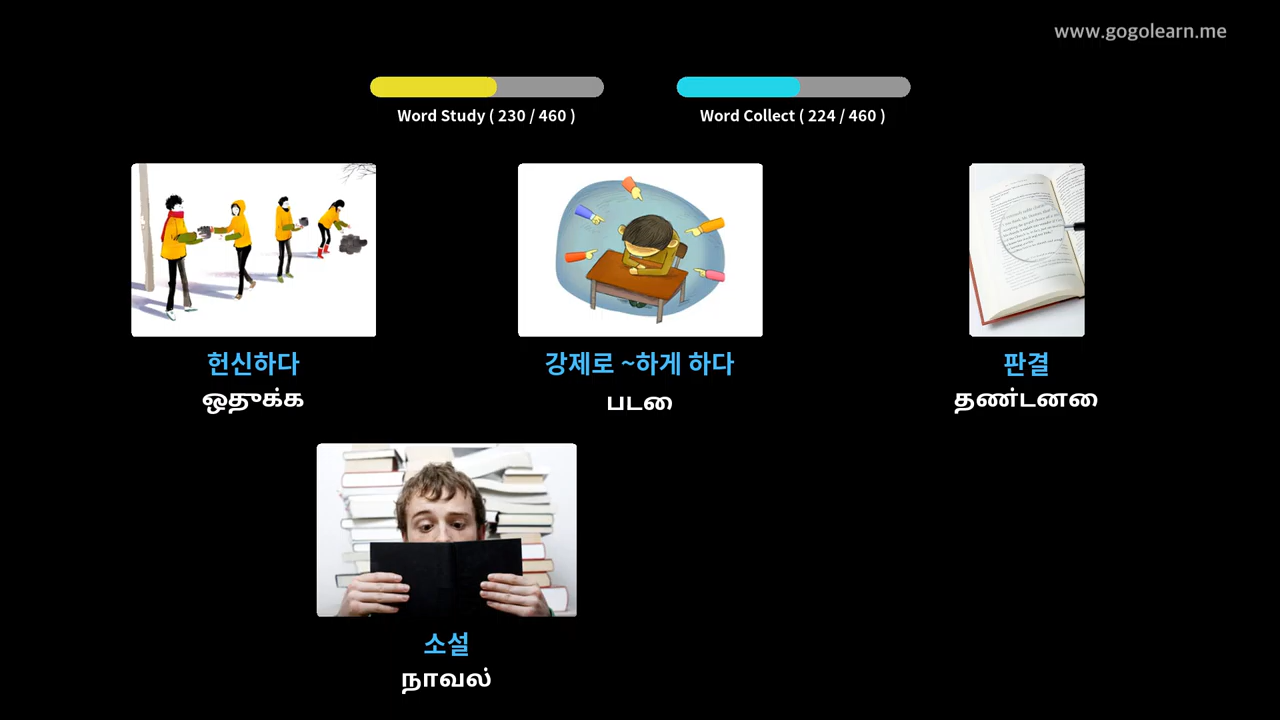 www.gogolearn.me
Word Study ( 230 / 460 )
Word Collect ( 224 / 460 )
헌신하다
ஒதுக்க
강제로 ~하게 하다
படை
판결
தண்டனை
소설
நாவல்